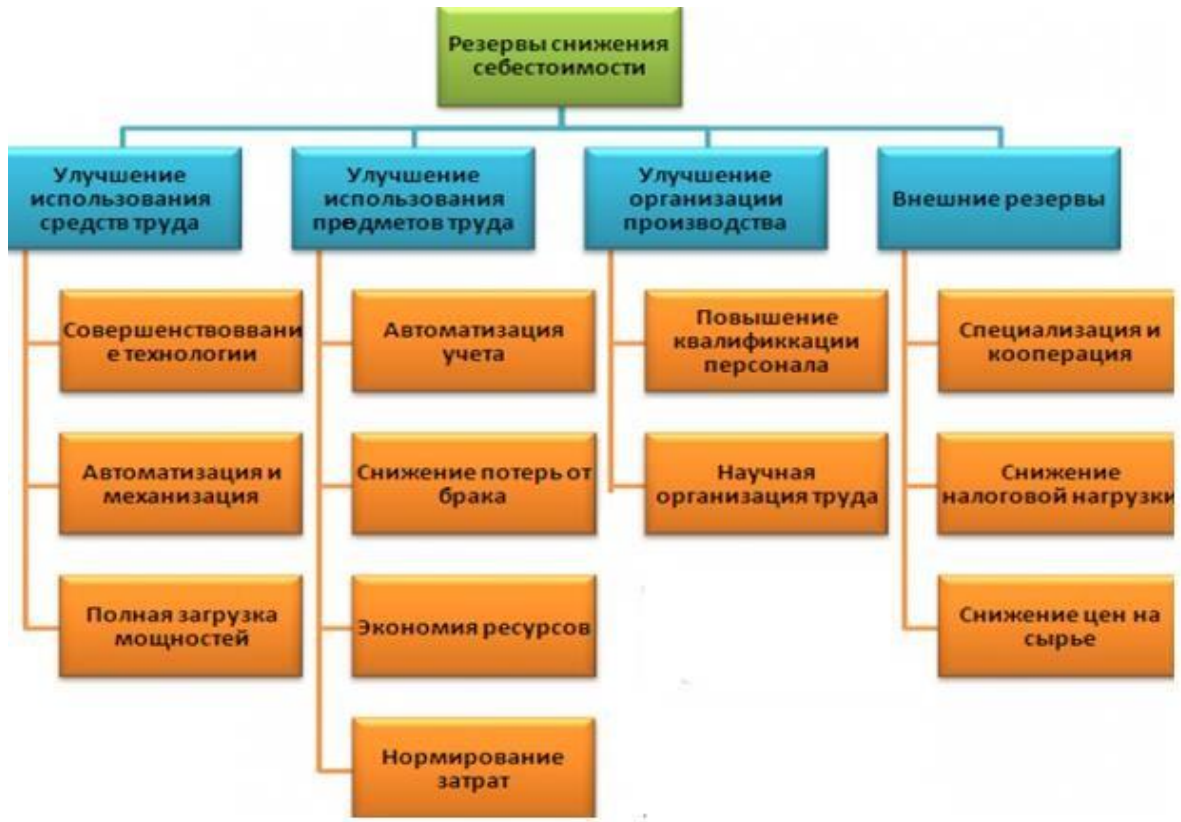 Резервы снижения
себестоимости
Улучшение
использования
средств труда
Улучшение
использования
предметов труда
Улучшение
организации
производства
Внешние резервы
Совершенствоввани
е технологии
Автоматизация и
механизация
Полная загрузка
мощностей
Автоматизация
учета
Снижение потерь от
брака
Экономия ресурсов
Нормирование
затрат
Повышение
квалификкации
персонала
Научная
организация труда
Специализация и
кооперация
Снижение
налоговой нагрузки
Снижение цен на
сырье